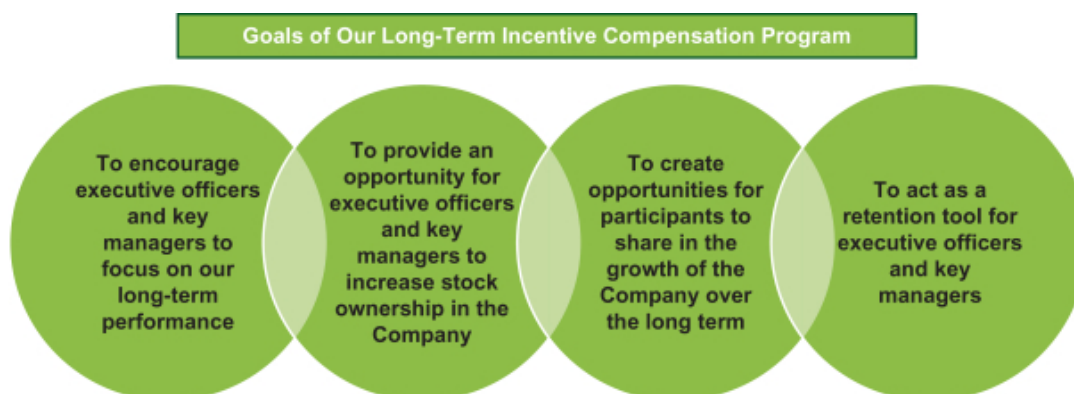 Goals of Our Long-Term Incentive Compensation Program
To encourage
executive officers
and key
managers to
focus on our
long-term
performance
To provide an
opportunity for
executive officers
and key
managers to
increase stock
ownership in the
Company
To create
opportunities for
participants to
share in the
growth of the
Company over
the long term
To act as a
retention tool for
executive officers
and key
managers